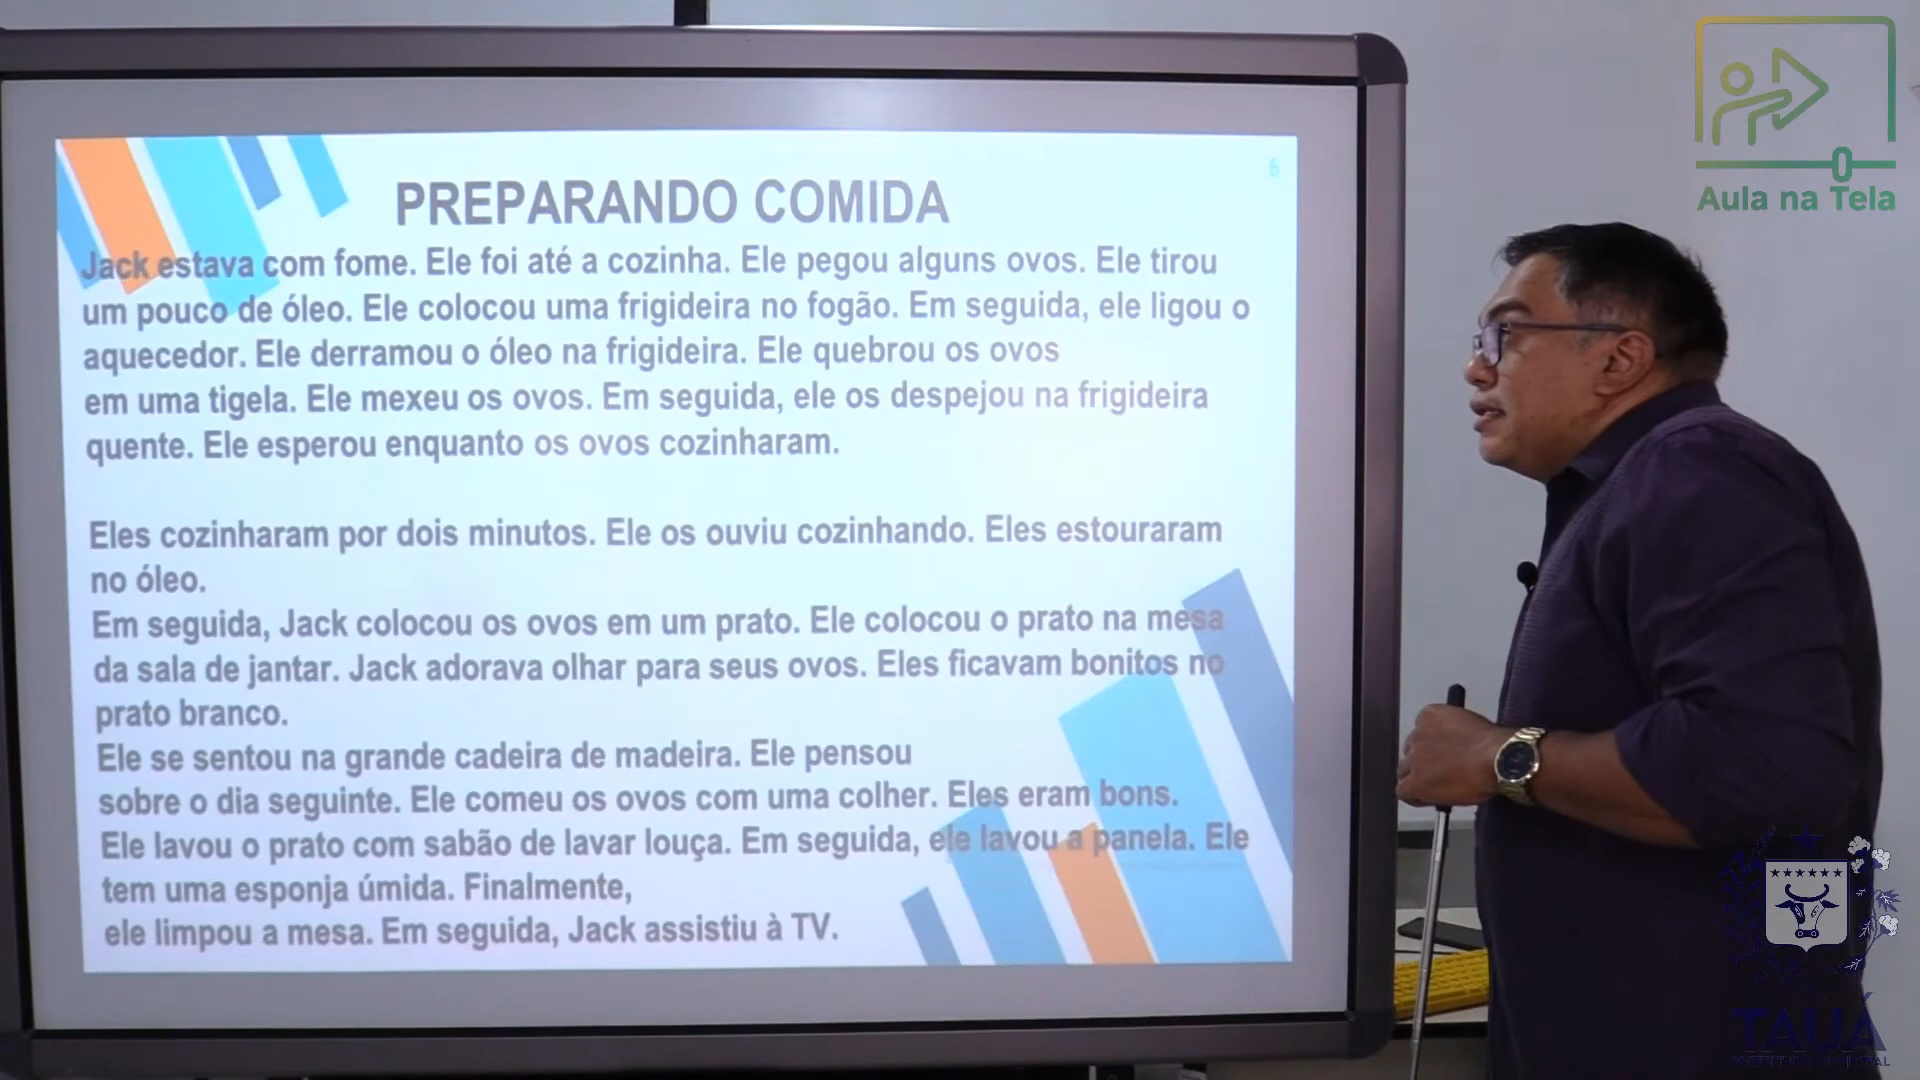 Aula na Tela
6
PREPARANDO COMIDA
Jack estava com fome. Ele foi até a cozinha. Ele pegou alguns ovos. Ele tirou
um pouco de óleo. Ele colocou uma frigideira no fogão. Em seguida, ele ligou o
aquecedor. Ele derramou o óleo na frigideira. Ele quebrou os ovos
em uma tigela. Ele mexeu os ovos. Em seguida, ele os despejou na frigideira
quente. Ele esperou enquanto os ovos cozinharam.
Eles cozinharam por dois minutos. Ele os ouviu cozinhando. Eles estouraram
no óleo.
Em seguida, Jack colocou os ovos em um prato. Ele colocou o prato na mesa
da sala de jantar. Jack adorava olhar para seus ovos. Eles ficavam bonitos no
prato branco.
Ele se sentou na grande cadeira de madeira. Ele pensou
sobre o dia seguinte. Ele comeu os ovos com uma colher. Eles eram bons.
Ele lavou o prato com sabão de lavar louça. Em seguida, ele lavou a panela. Ele
tem uma esponja úmida. Finalmente,
ele limpou a mesa. Em seguida, Jack assistiu à TV.
TAUÁ